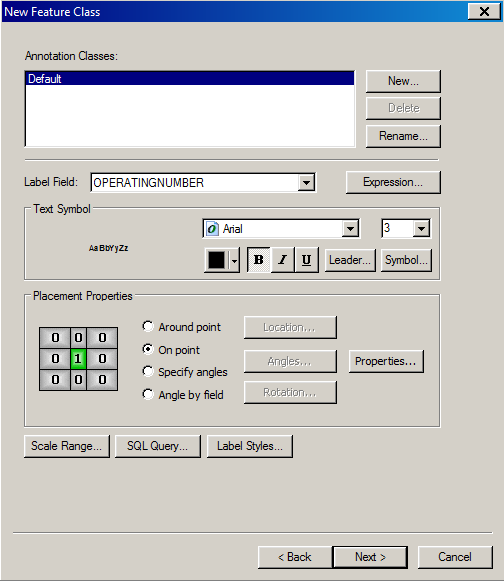 New Feature Class
Annotation Classes:
Default
New...
Delete
Rename...
Label Field: OPERATINGNUMBER Expression...
Text Symbol
AaBbYyZz
Arial 3
B I U Leader... Symbol...
Placement Properties
0 0 0
0 1 0
0 0 0
Around point Location...
On point
Specify angles Angles... Properties...
Angle by field Rotation...
Scale Range... SQL Query... Label Styles...
< Back Next > Cancel